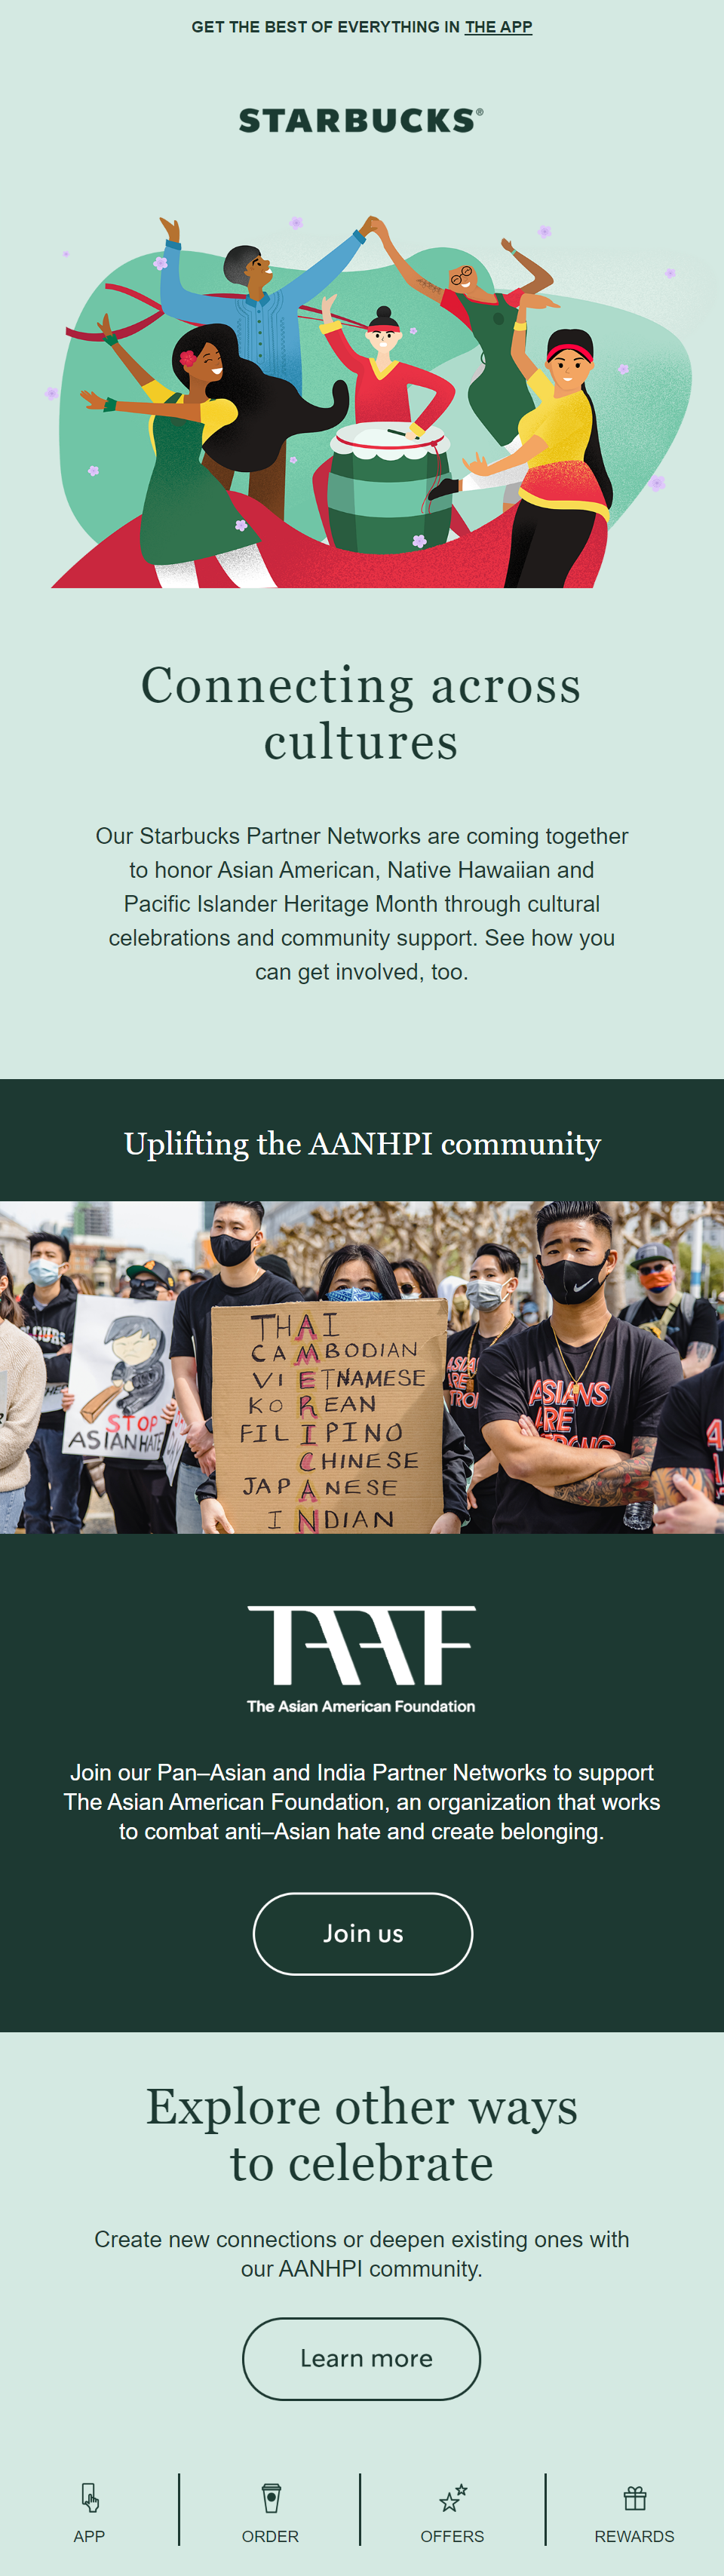 GET THE BEST OF EVERYTHING IN THE APP
STARBUCKS®
Connecting across
cultures
Our Starbucks Partner Networks are coming together
to honor Asian American, Native Hawaiian and
Pacific Islander Heritage Month through cultural
celebrations and community support. See how you
can get involved, too.
Uplifting the AANHPI community
STOP
ASIAN HATE
THAI
CAMBODIAN
VIETNAMESE
KOREAN
FILIPINO
CHINESE
JAPANESE
INDIAN
ASIANS
ARE
STRONG
TAAF
The Asian American Foundation
Join our Pan–Asian and India Partner Networks to support
The Asian American Foundation, an organization that works
to combat anti–Asian hate and create belonging.
Join us
Explore other ways
to celebrate
Create new connections or deepen existing ones with
our AANHPI community.
Learn more
APP
ORDER
OFFERS
REWARDS